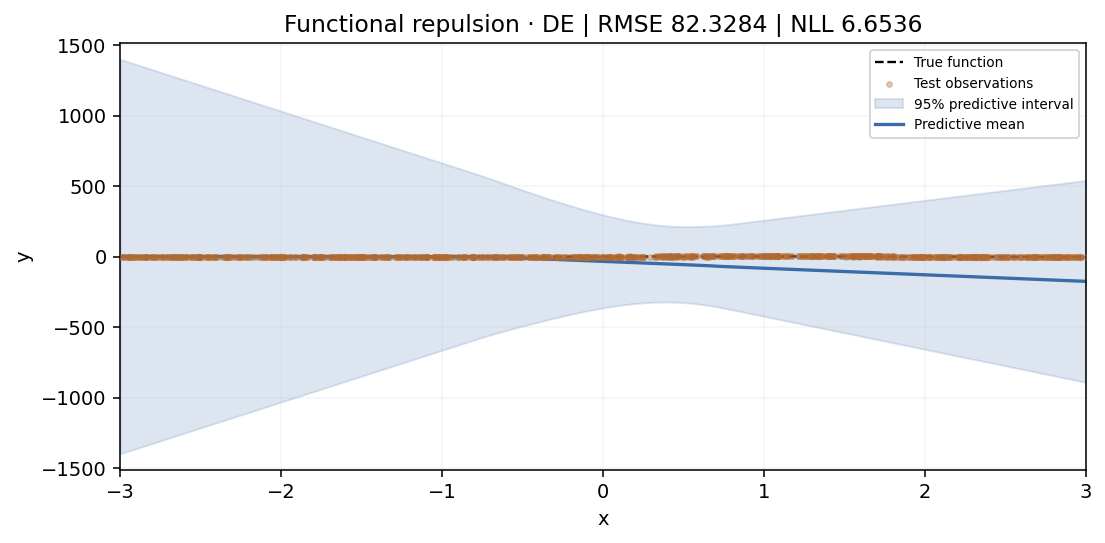 Functional repulsion · DE | RMSE 82.3284 | NLL 6.6536
True function
Test observations
95% predictive interval
Predictive mean
1500
1000
500
0
−500
−1000
−1500
y
−3
−2
−1
0
1
2
3
x